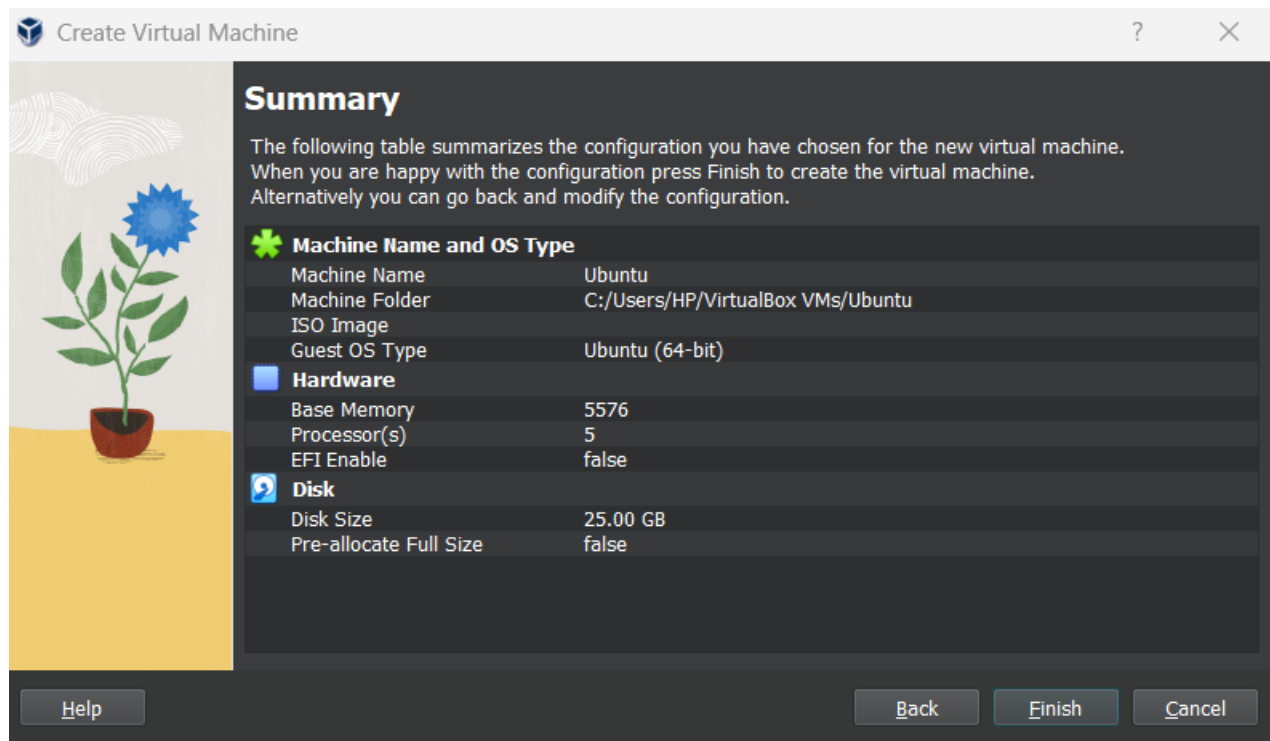 Create Virtual Machine
Summary
The following table summarizes the configuration you have chosen for the new virtual machine.
When you are happy with the configuration press Finish to create the virtual machine.
Alternatively you can go back and modify the configuration.
Machine Name and OS Type
Machine Name Ubuntu
Machine Folder C:/Users/HP/VirtualBox VMs/Ubuntu
ISO Image
Guest OS Type Ubuntu (64-bit)
Hardware
Base Memory 5576
Processor(s) 5
EFI Enable false
Disk
Disk Size 25.00 GB
Pre-allocate Full Size false
Help Back Finish Cancel